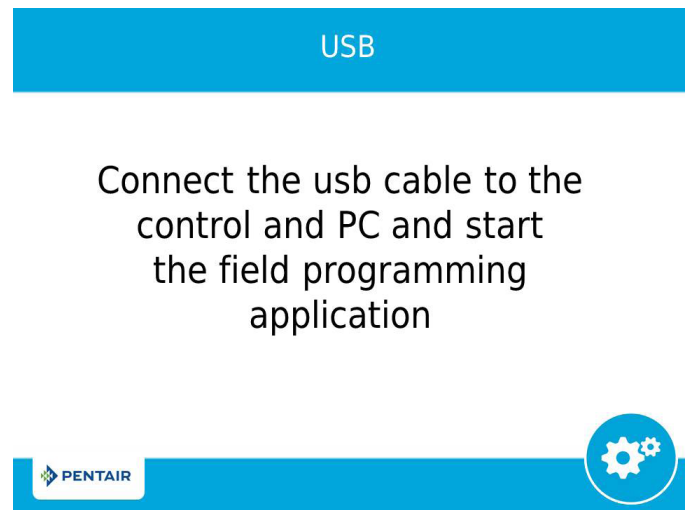 USB
Connect the usb cable to the
control and PC and start
the field programming
application
PENTAIR